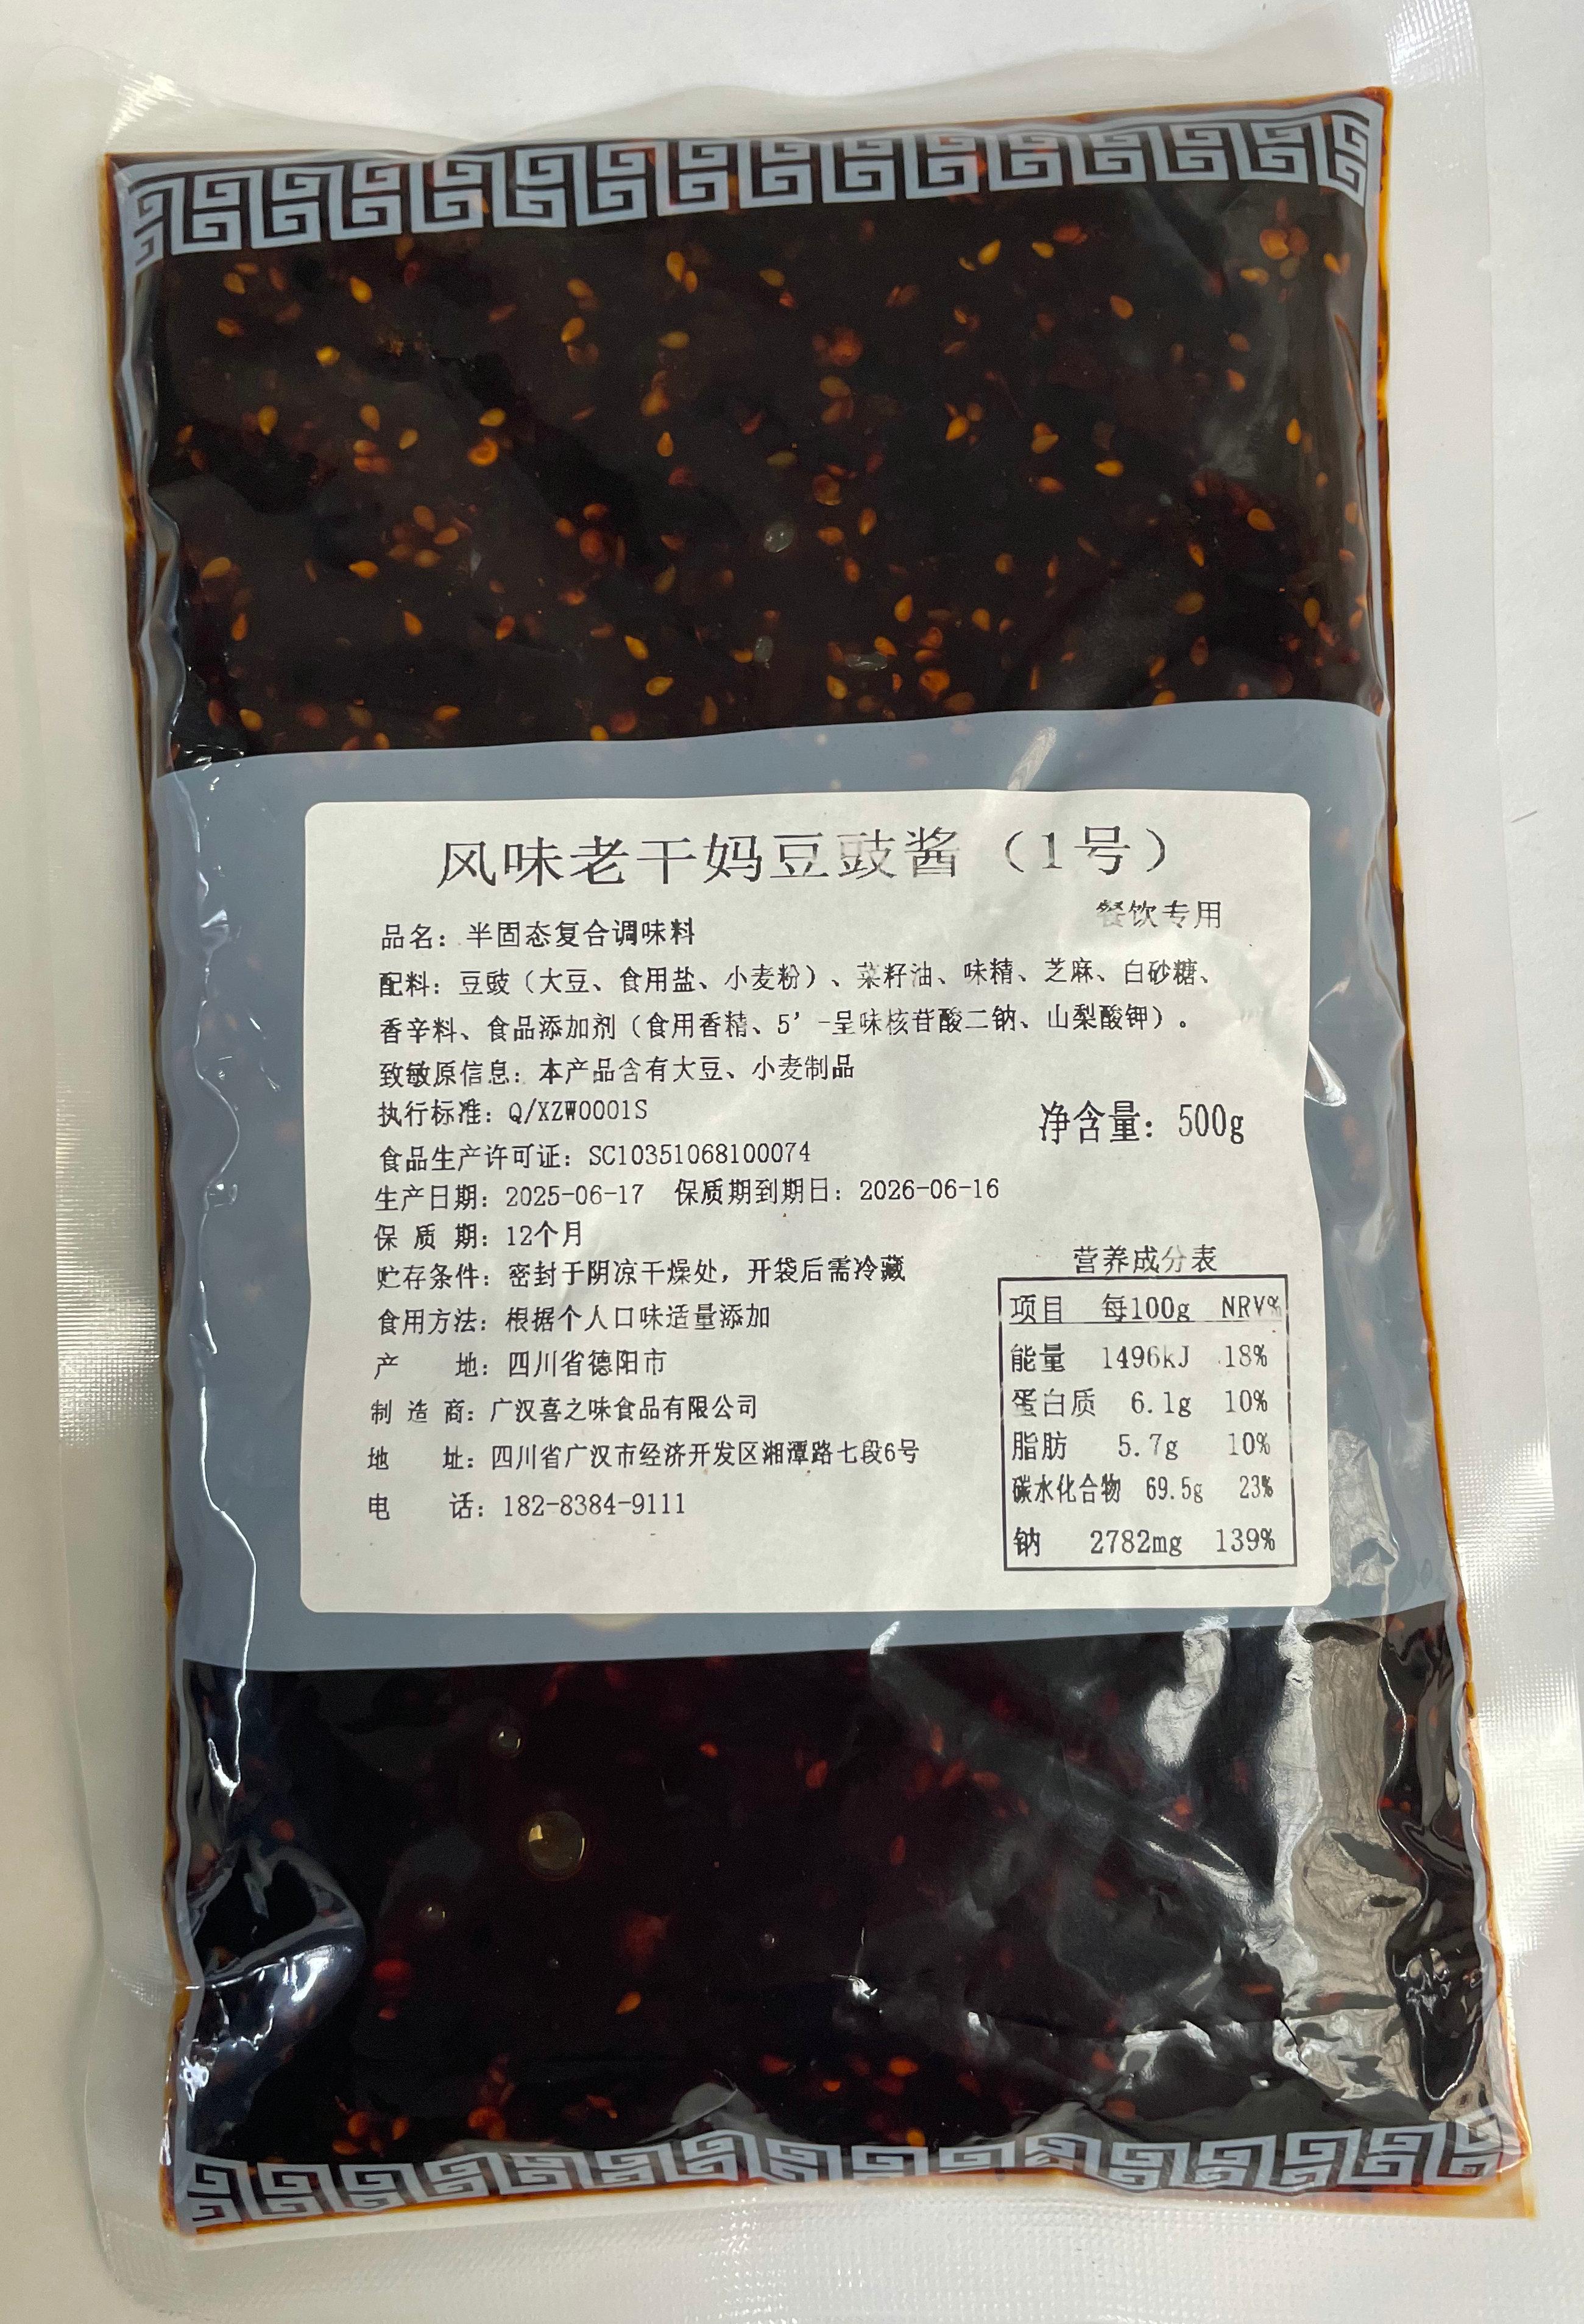 风味老干妈豆豉酱（1号）
餐饮专用
品名：半固态复合调味料
配料：豆豉（大豆、食用盐、小麦粉）、菜籽油、味精、芝麻、白砂糖、
香辛料、食品添加剂（食用香精、5’-呈味核苷酸二钠、山梨酸钾）。
致敏原信息：本产品含有大豆、小麦制品
执行标准：Q/XZW0001S
净含量：500g
食品生产许可证：SC10351068100074
生产日期：2025-06-17 保质期到期日：2026-06-16
保 质 期：12个月
贮存条件：密封于阴凉干燥处，开袋后需冷藏
食用方法：根据个人口味适量添加
产 地：四川省德阳市
制 造 商：广汉喜之味食品有限公司
地 址：四川省广汉市经济开发区湘潭路七段6号
电 话：182-8384-9111
营养成分表
项目 每100g NRV%
能量 1496kJ 18%
蛋白质 6.1g 10%
脂肪 5.7g 10%
碳水化合物 69.5g 23%
钠 2782mg 139%